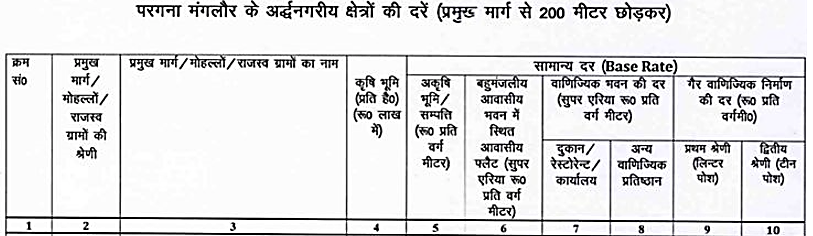 परगना मंगलौर के अर्द्धनगरीय क्षेत्रों की दरें (प्रमुख मार्ग से 200 मीटर छोड़कर)
क्रम सं0
प्रमुख मार्ग/ मोहल्लों/ राजस्व ग्रामों की श्रेणी
प्रमुख मार्ग/मोहल्लों/राजस्व ग्रामों का नाम
कृषि भूमि (प्रति है0) (रू0 लाख में)
सामान्य दर (Base Rate)
अकृषि भूमि/ सम्पत्ति (रू0 प्रति वर्ग मीटर)
बहुमंजलीय आवासीय भवन में स्थित आवासीय फ्लैट (सुपर एरिया रू0 प्रति वर्ग मीटर)
वाणिज्यिक भवन की दर (सुपर एरिया रू0 प्रति वर्ग मीटर)
दुकान/ रेस्टोरेन्ट/ कार्यालय
अन्य वाणिज्यिक प्रतिष्ठान
गैर वाणिज्यिक निर्माण की दर (रू0 प्रति वर्गमी0)
प्रथम श्रेणी (लिन्टर पोश)
द्वितीय श्रेणी (टीन पोश)
1 2 3 4 5 6 7 8 9 10